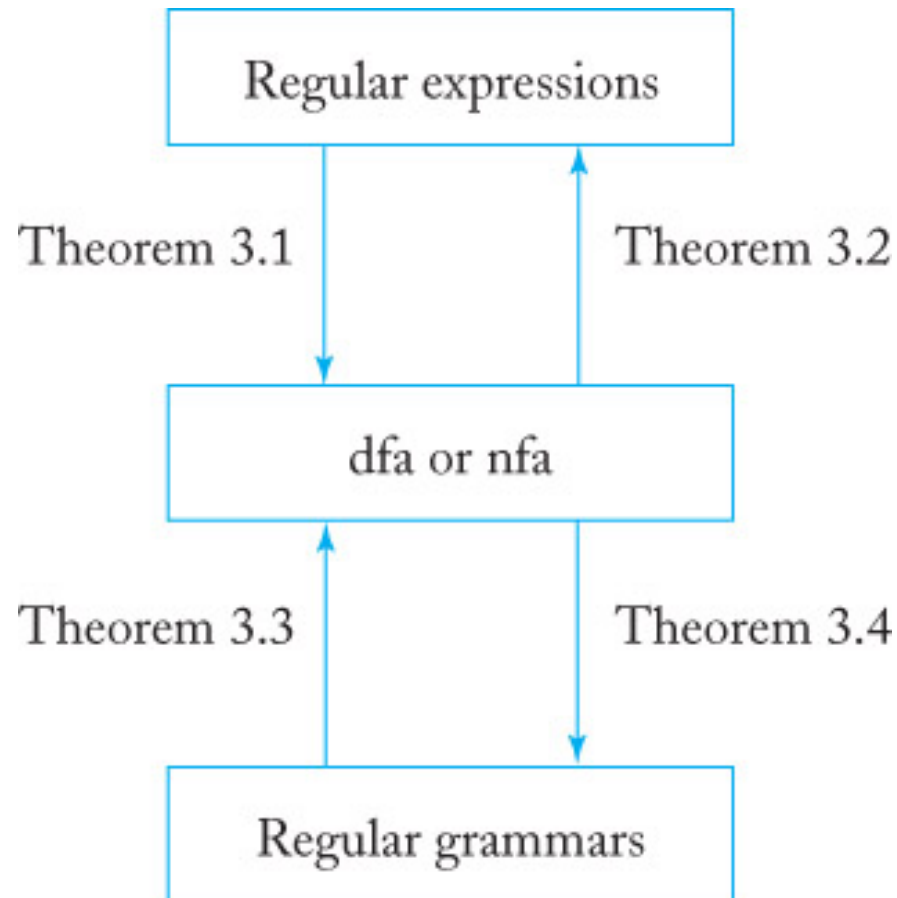 Regular expressions
Theorem 3.1
Theorem 3.2
dfa or nfa
Theorem 3.3
Theorem 3.4
Regular grammars